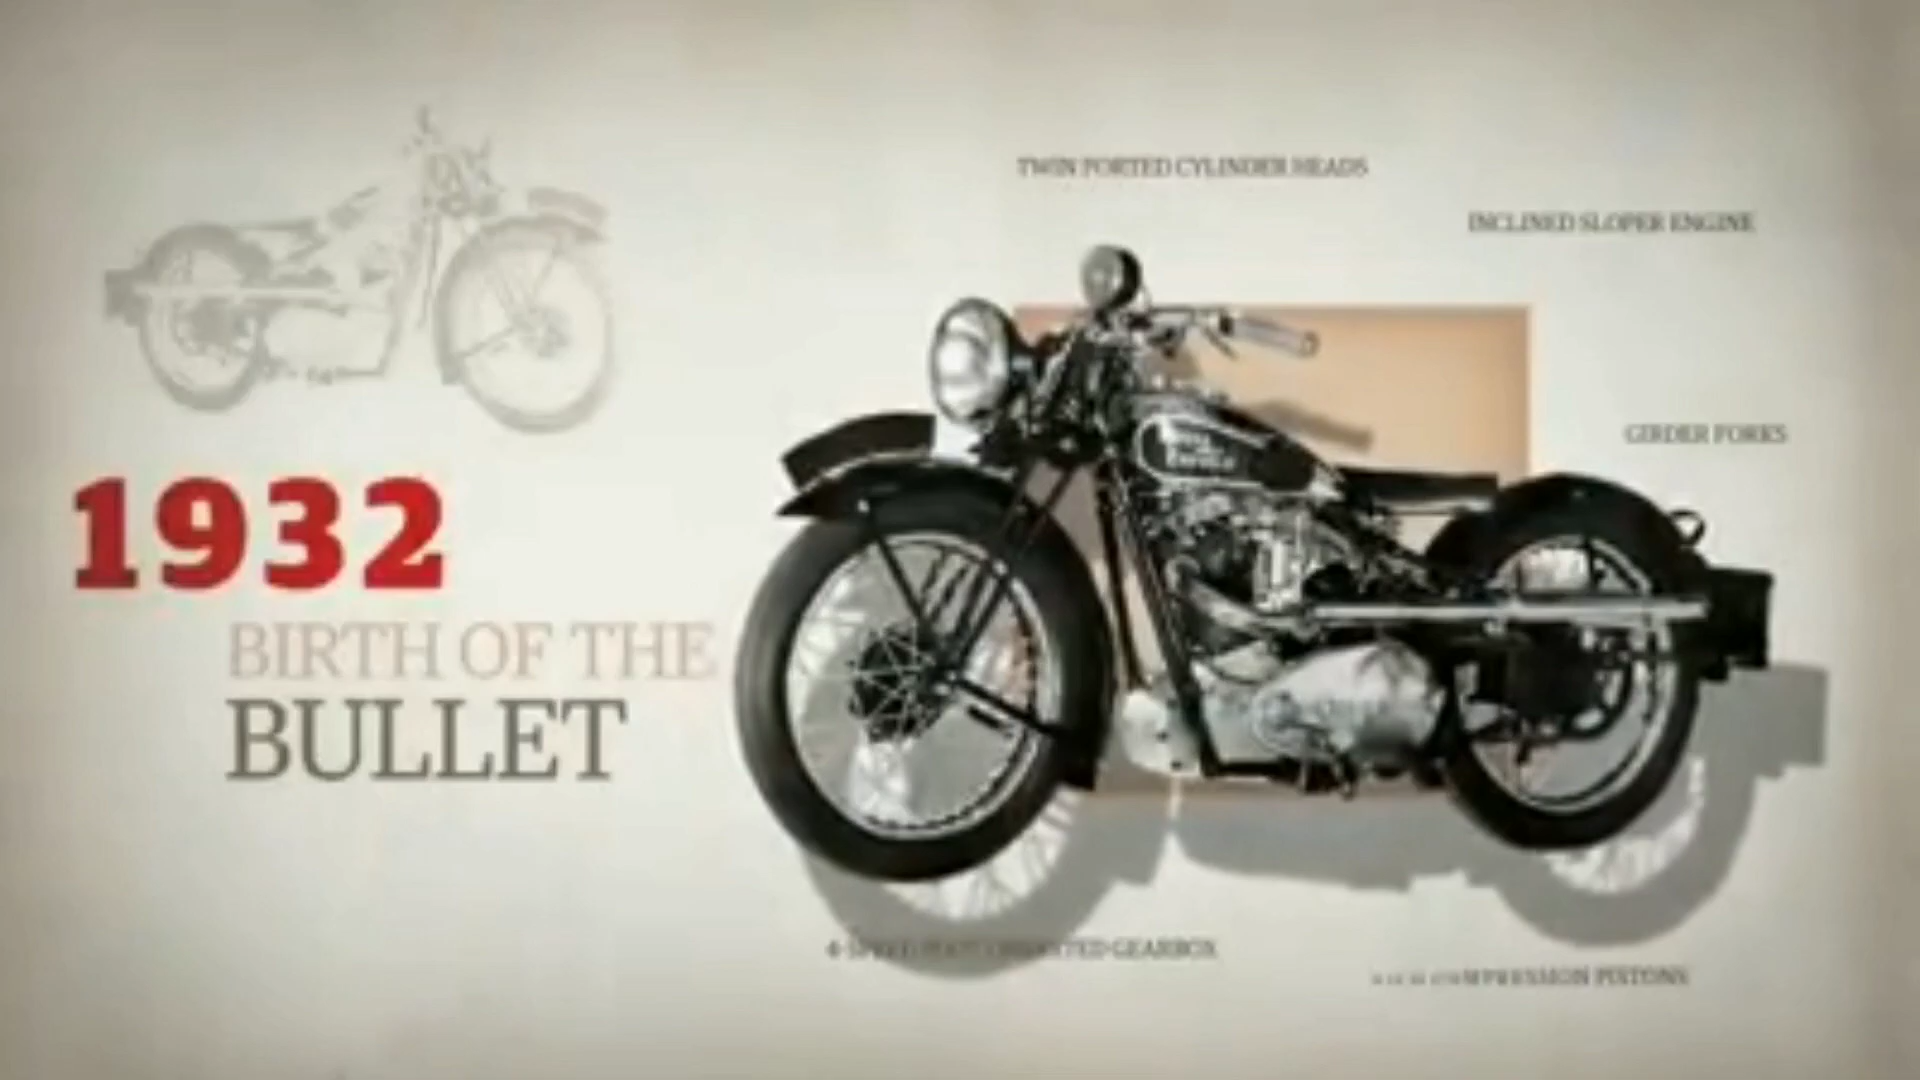 TWIN PORTED CYLINDER HEADS
INCLINED SLOPER ENGINE
GIRDER FORKS
1932
BIRTH OF THE
BULLET
GEARBOX
PISTONS